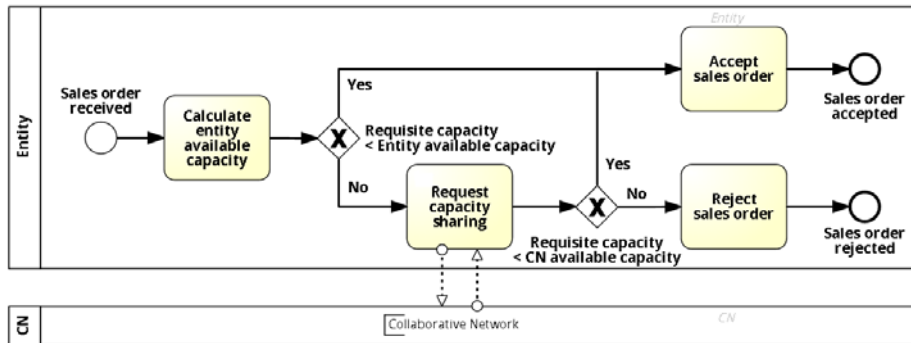 Entity
Entity
Sales order
received
Calculate
entity
available
capacity
X
Yes
Requisite capacity
< Entity available capacity
No
Request
capacity
sharing
X
Yes
No
Requisite capacity
< CN available capacity
Accept
sales order
Sales order
accepted
Reject
sales order
Sales order
rejected
CN
Collaborative Network
CN